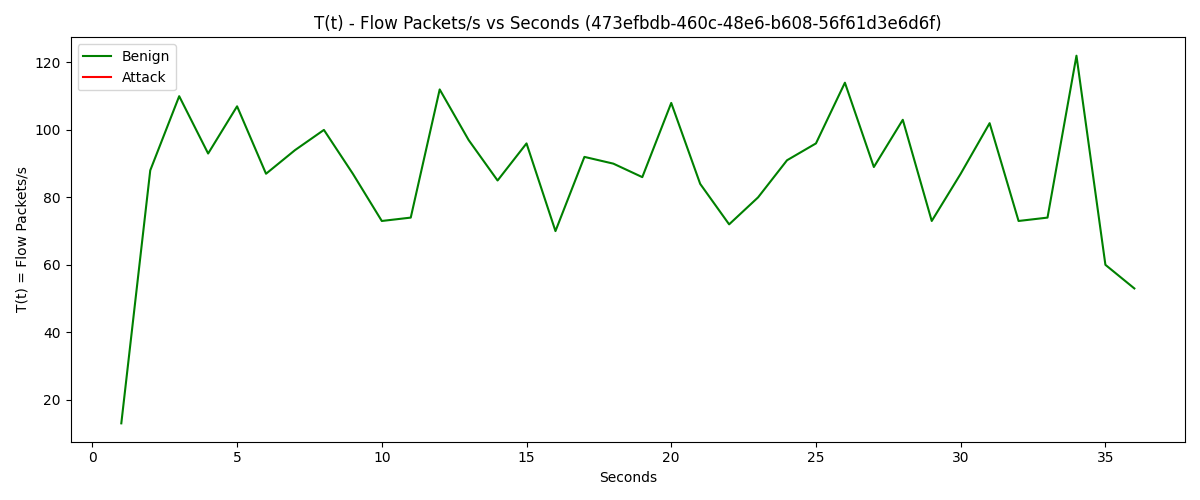 T(t) - Flow Packets/s vs Seconds (473efbdb-460c-48e6-b608-56f61d3e6d6f)
Benign
Attack
T(t) = Flow Packets/s
120
100
80
60
40
20
0 5 10 15 20 25 30 35
Seconds